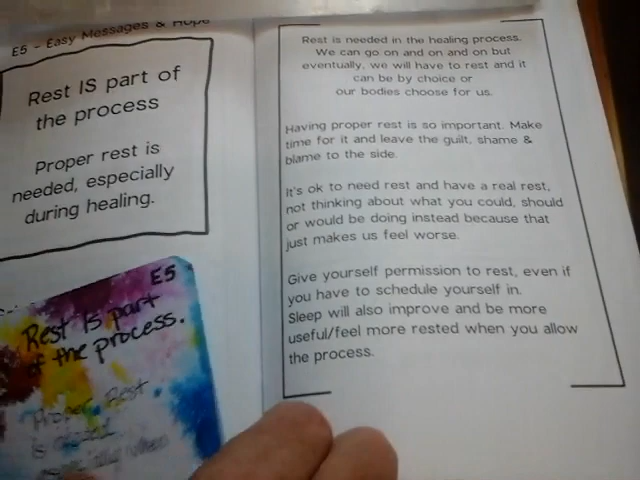 E5 - Easy Messages & Hope
Rest IS part of
the process
Proper rest is
needed, especially
during healing.
E5
Rest Is part
of the process.
Proper Rest
is needed
especially when
Rest is needed in the healing process.
We can go on and on and on but
eventually, we will have to rest and it
can be by choice or
our bodies choose for us.
Having proper rest is so important. Make
time for it and leave the guilt, shame &
blame to the side.
It's ok to need rest and have a real rest,
not thinking about what you could, should
or would be doing instead because that
just makes us feel worse.
Give yourself permission to rest, even if
you have to schedule yourself in.
Sleep will also improve and be more
useful/feel more rested when you allow
the process.